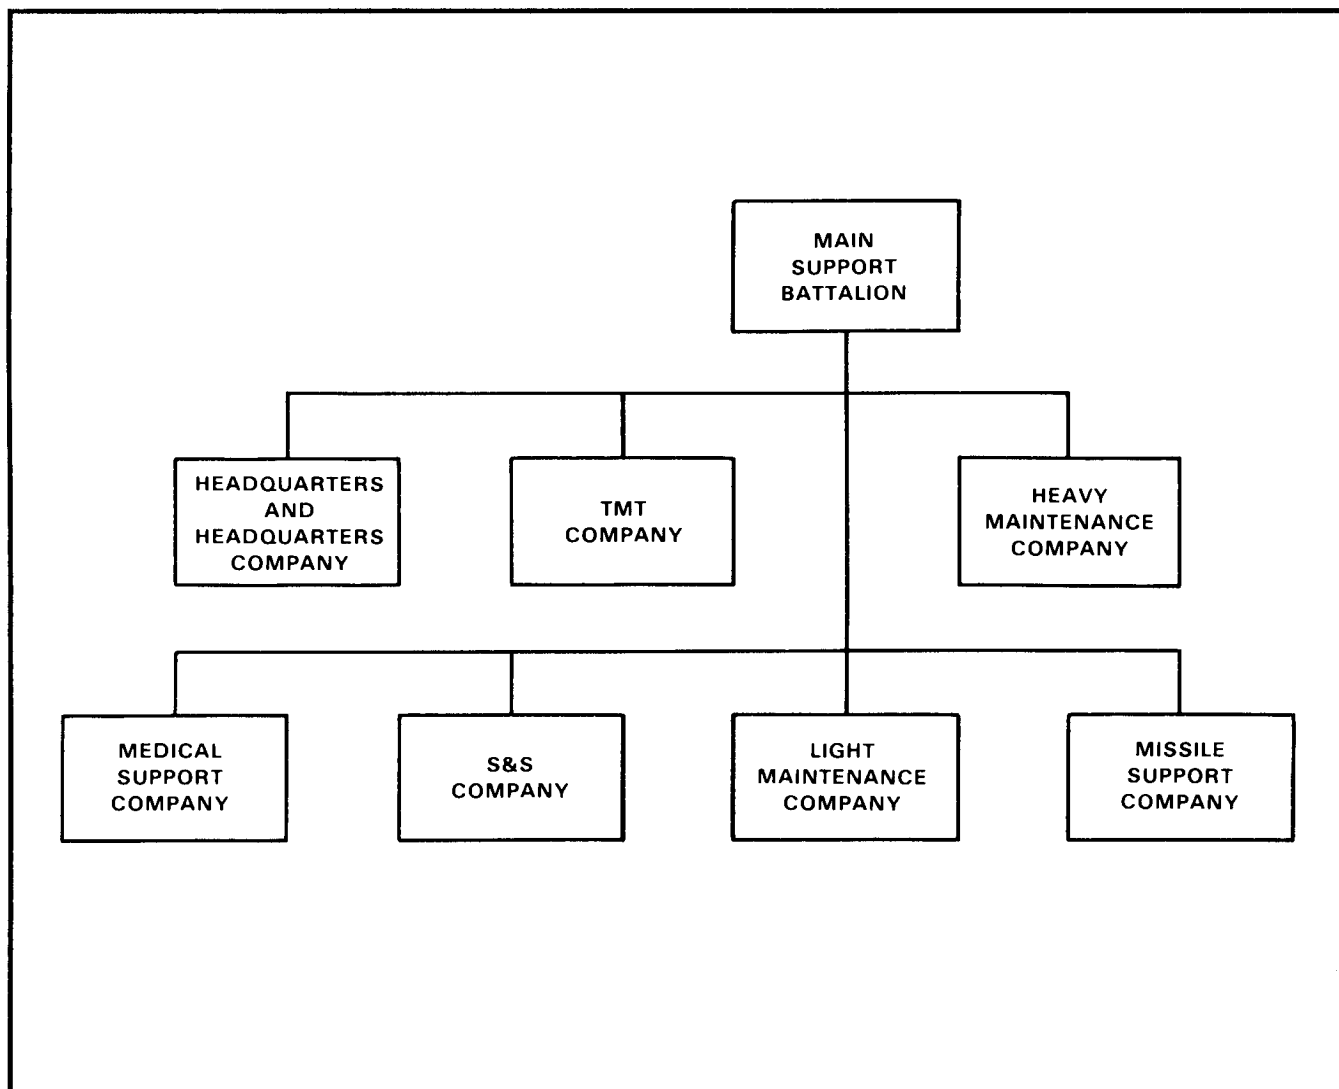 MAIN
SUPPORT
BATTALION
HEADQUARTERS
AND
HEADQUARTERS
COMPANY
TMT
COMPANY
HEAVY
MAINTENANCE
COMPANY
MEDICAL
SUPPORT
COMPANY
S&S
COMPANY
LIGHT
MAINTENANCE
COMPANY
MISSILE
SUPPORT
COMPANY